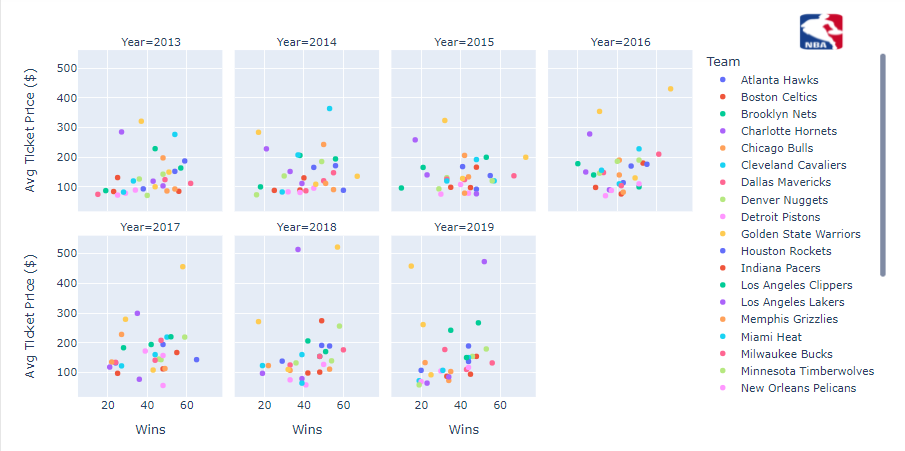 NBA
Year=2013 Year=2014 Year=2015 Year=2016
Avg Ticket Price ($)
500
400
300
200
100
Year=2017 Year=2018 Year=2019
Avg Ticket Price ($)
500
400
300
200
100
20 40 60 20 40 60 20 40 60
Wins Wins Wins
Team
Atlanta Hawks
Boston Celtics
Brooklyn Nets
Charlotte Hornets
Chicago Bulls
Cleveland Cavaliers
Dallas Mavericks
Denver Nuggets
Detroit Pistons
Golden State Warriors
Houston Rockets
Indiana Pacers
Los Angeles Clippers
Los Angeles Lakers
Memphis Grizzlies
Miami Heat
Milwaukee Bucks
Minnesota Timberwolves
New Orleans Pelicans